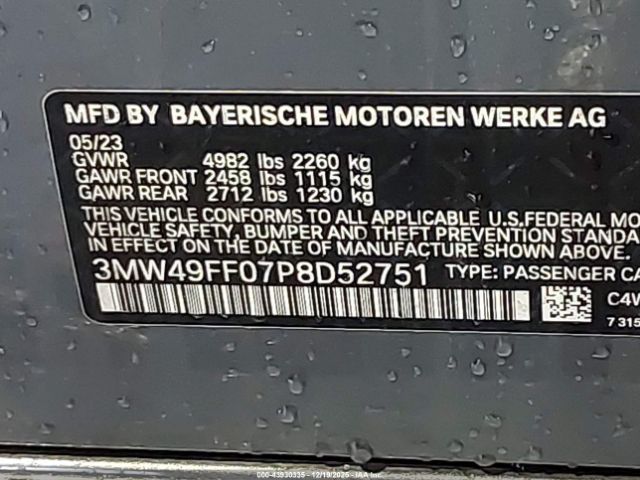 MFD BY BAYERISCHE MOTOREN WERKE AG
05/23
GVWR 4982 lbs 2260 kg
GAWR FRONT 2458 lbs 1115 kg
GAWR REAR 2712 lbs 1230 kg
THIS VEHICLE CONFORMS TO ALL APPLICABLE U.S.FEDERAL MO
VEHICLE SAFETY, BUMPER AND THEFT PREVENTION STANDA
IN EFFECT ON THE DATE OF MANUFACTURE SHOWN ABOVE.
3MW49FF07P8D52751 TYPE: PASSENGER CA
C4W
7 315
000-43930335 - 12/19/2025 - IAA Inc.